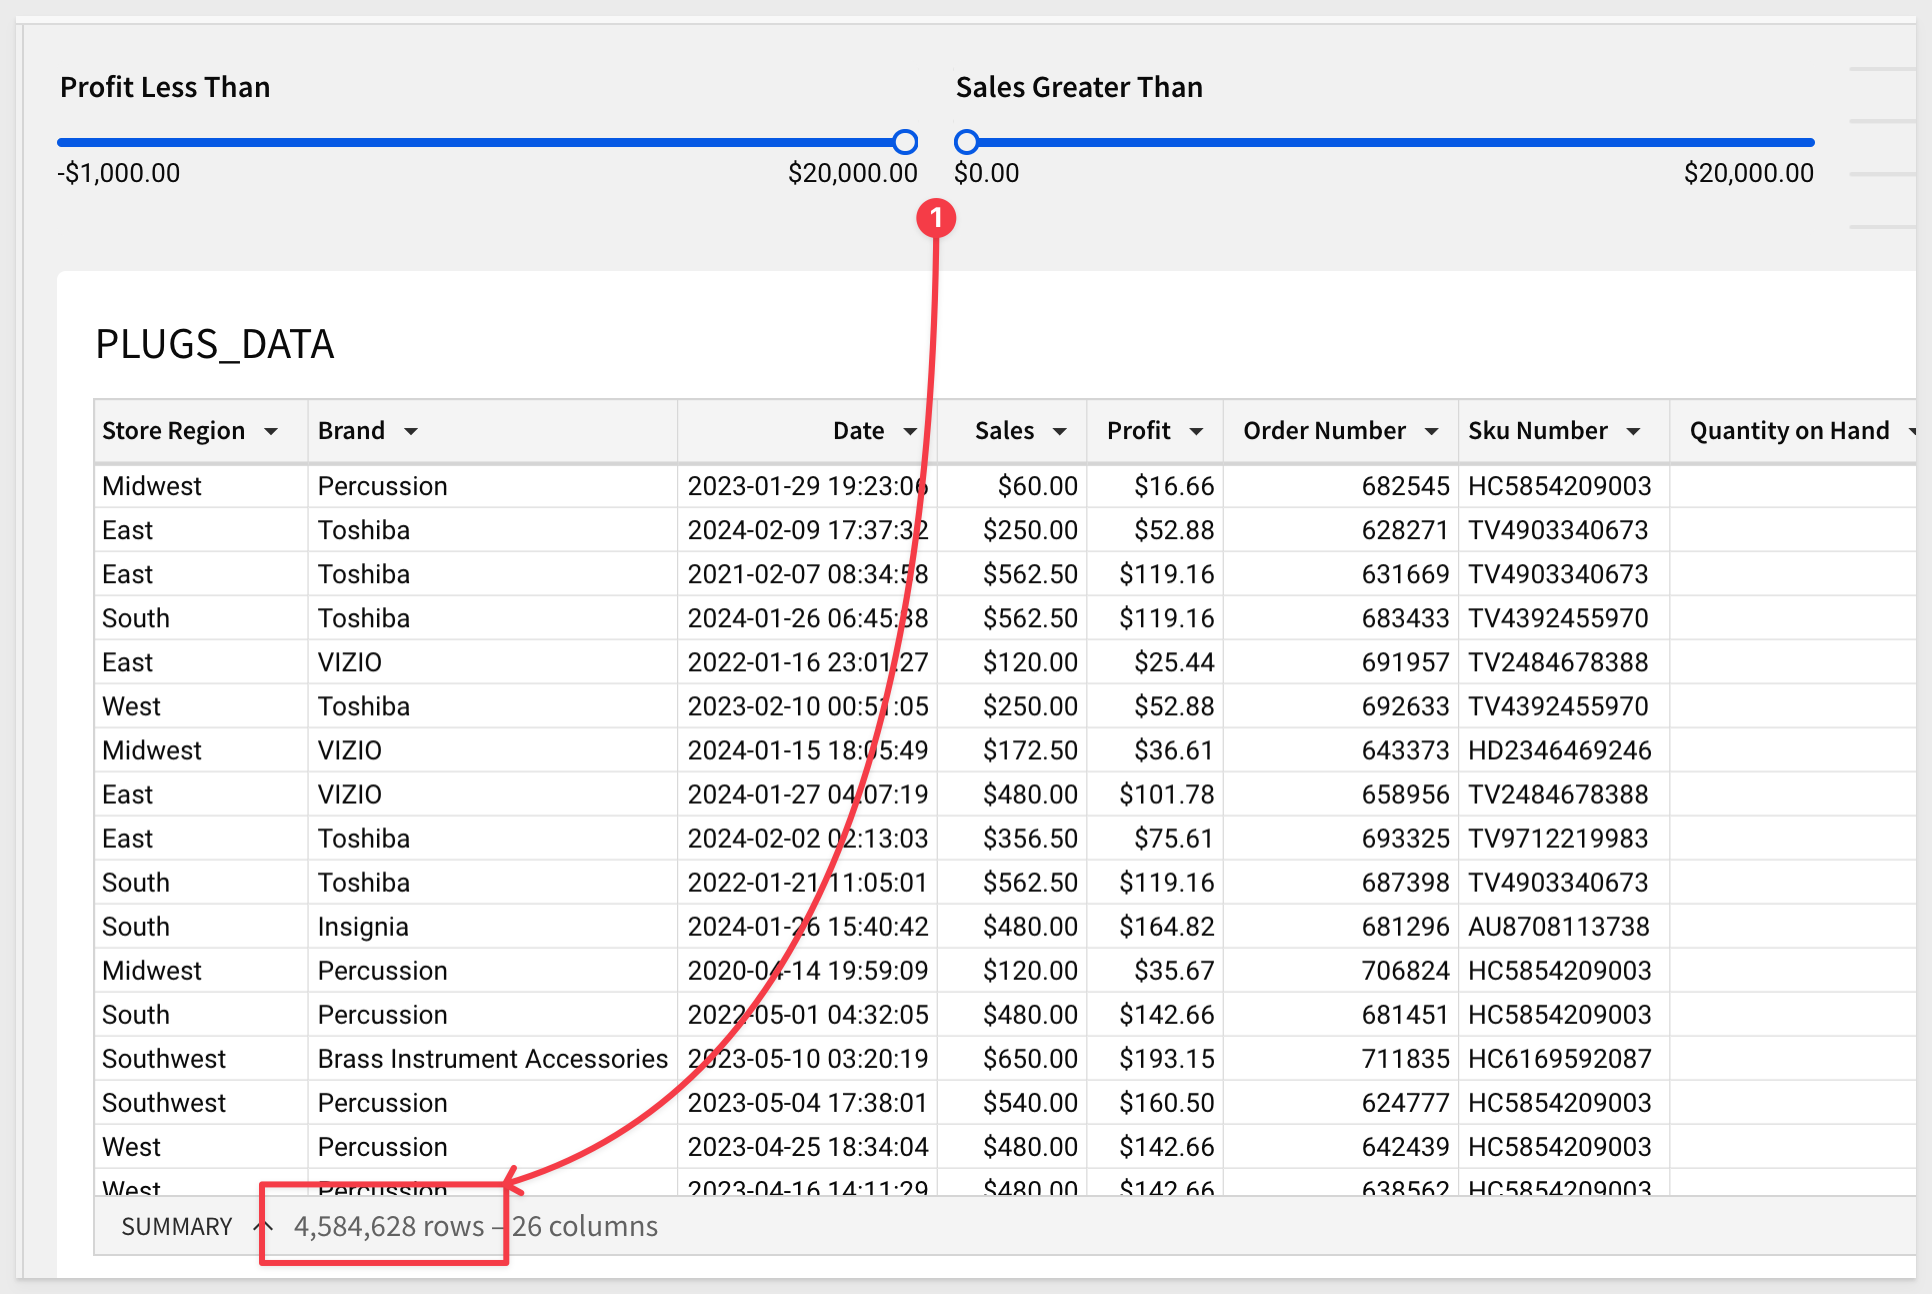 Profit Less Than Sales Greater Than
-$1,000.00 $20,000.00 $0.00 $20,000.00
1
PLUGS_DATA
Store Region Brand Date Sales Profit Order Number Sku Number Quantity on Hand
Midwest Percussion 2023-01-29 19:23:06 $60.00 $16.66 682545 HC5854209003
East Toshiba 2024-02-09 17:37:32 $250.00 $52.88 628271 TV4903340673
East Toshiba 2021-02-07 08:34:58 $562.50 $119.16 631669 TV4903340673
South Toshiba 2024-01-26 06:45:38 $562.50 $119.16 683433 TV4392455970
East VIZIO 2022-01-16 23:01:27 $120.00 $25.44 691957 TV2484678388
West Toshiba 2023-02-10 00:51:05 $250.00 $52.88 692633 TV4392455970
Midwest VIZIO 2024-01-15 18:05:49 $172.50 $36.61 643373 HD2346469246
East VIZIO 2024-01-27 04:07:19 $480.00 $101.78 658956 TV2484678388
East Toshiba 2024-02-02 02:13:03 $356.50 $75.61 693325 TV9712219983
South Toshiba 2022-01-21 11:05:01 $562.50 $119.16 687398 TV4903340673
South Insignia 2024-01-26 15:40:42 $480.00 $164.82 681296 AU8708113738
Midwest Percussion 2020-04-14 19:59:09 $120.00 $35.67 706824 HC5854209003
South Percussion 2022-05-01 04:32:05 $480.00 $142.66 681451 HC5854209003
Southwest Brass Instrument Accessories 2023-05-10 03:20:19 $650.00 $193.15 711835 HC6169592087
Southwest Percussion 2023-05-04 17:38:01 $540.00 $160.50 624777 HC5854209003
West Percussion 2023-04-25 18:34:04 $480.00 $142.66 642439 HC5854209003
West Percussion 2023-04-16 14:11:29 $480.00 $142.66 638562 HC5854209003
SUMMARY 4,584,628 rows – 26 columns